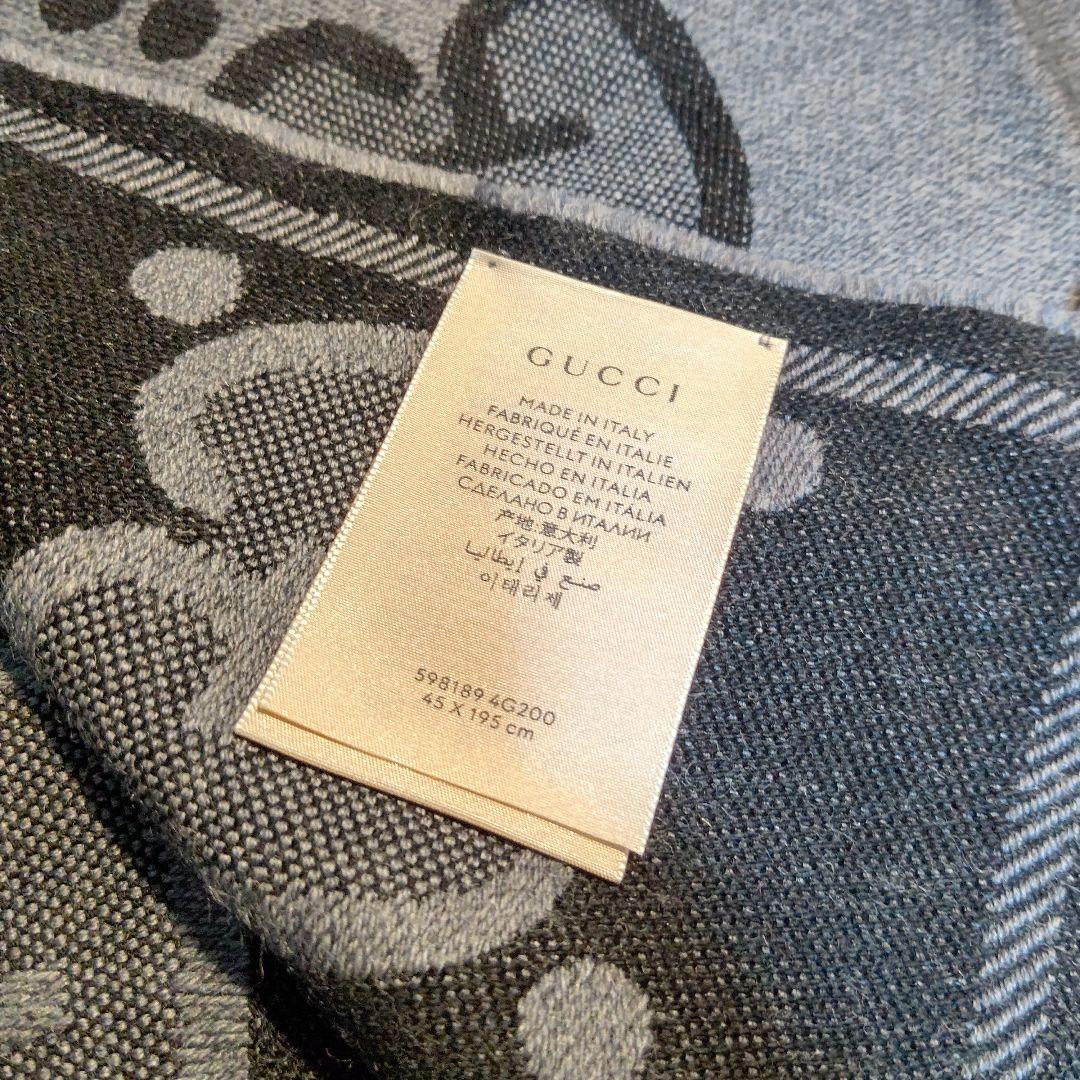 GUCCI
MADE IN ITALY
FABRIQUÉ EN ITALIE
HERGESTELLT IN ITALIEN
HECHO EN ITALIA
FABRICADO EM ITALIA
СДЕЛАНО В ИТАЛИИ
产地 意大利
イタリア製
صنع في إيطاليا
이태리제
598189 4G200
45 X 195 cm